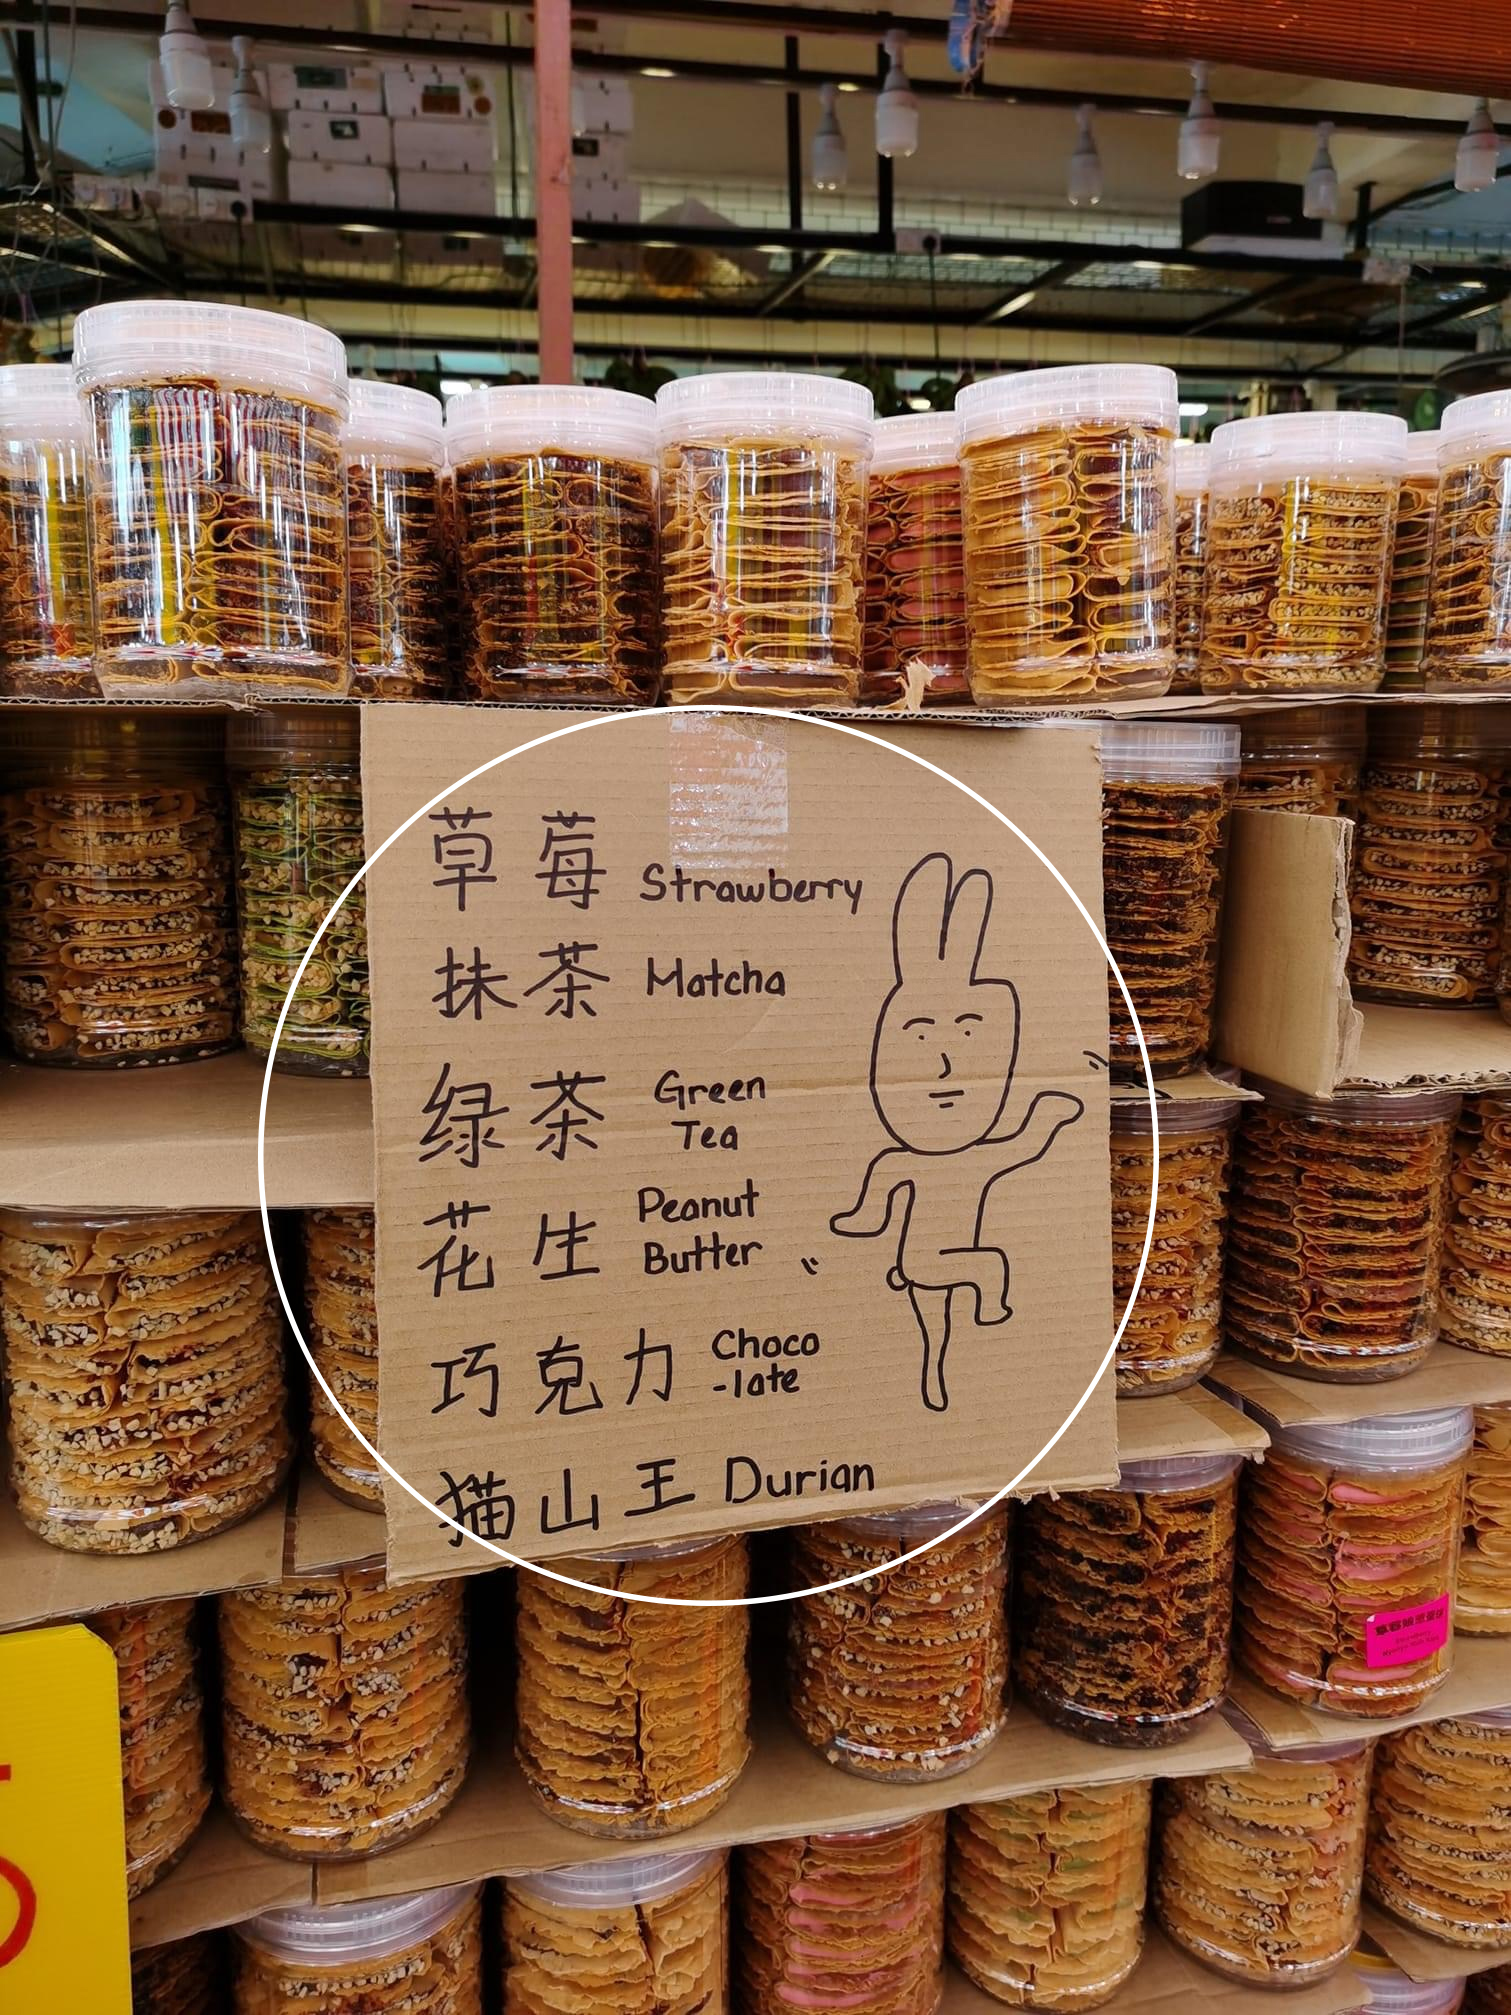 草莓 Strawberry
抹茶 Matcha
绿茶 Green
Tea
花生 Peanut
Butter
巧克力 Choco
-late
猫山王 Durian